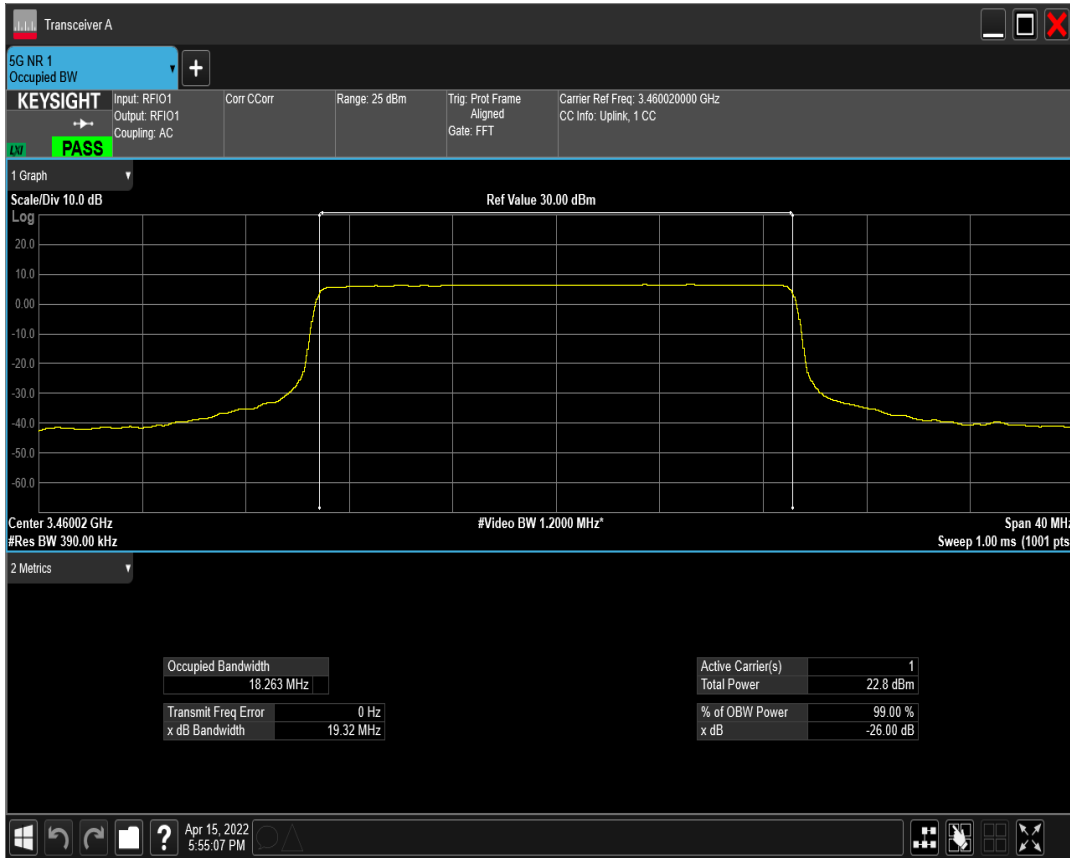 Transceiver A
5G NR 1
Occupied BW
KEYSIGHT
Input: RFIO1
Output: RFIO1
Coupling: AC
Corr CCorr
Range: 25 dBm
Trig: Prot Frame
Aligned
Gate: FFT
Carrier Ref Freq: 3.460020000 GHz
CC Info: Uplink, 1 CC
LXI
PASS
1 Graph
Scale/Div 10.0 dB
Ref Value 30.00 dBm
Log
20.0
10.0
0.00
-10.0
-20.0
-30.0
-40.0
-50.0
-60.0
Center 3.46002 GHz
#Video BW 1.2000 MHz*
Span 40 MHz
#Res BW 390.00 kHz
Sweep 1.00 ms (1001 pts
2 Metrics
Occupied Bandwidth
18.263 MHz
Transmit Freq Error 0 Hz
x dB Bandwidth 19.32 MHz
Active Carrier(s) 1
Total Power 22.8 dBm
% of OBW Power 99.00 %
x dB -26.00 dB
?
Apr 15, 2022
5:55:07 PM